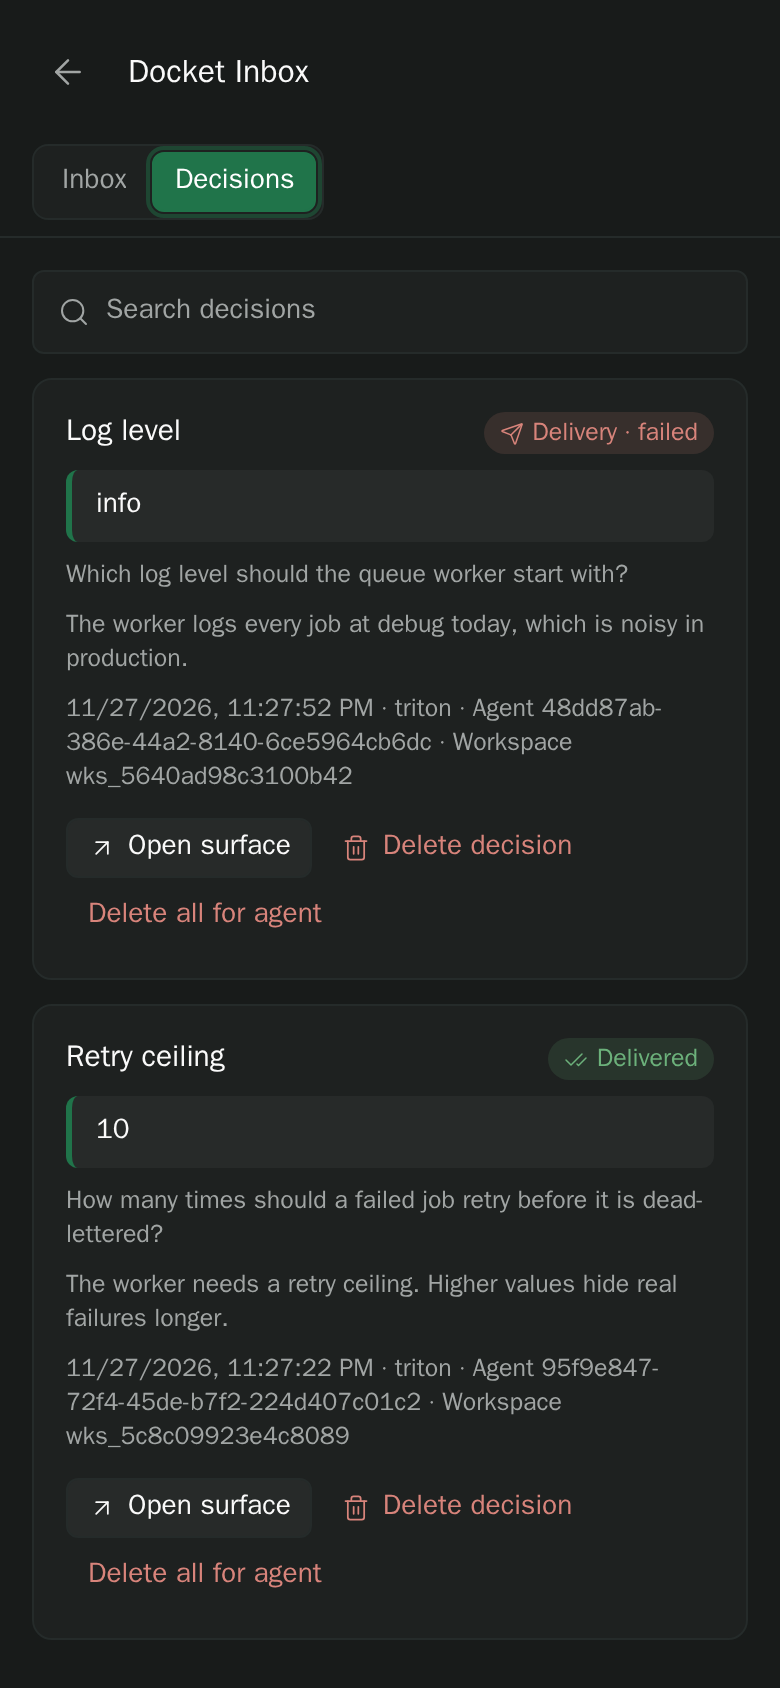 Docket Inbox
Inbox
Decisions
Search decisions
Log level
Delivery · failed
info
Which log level should the queue worker start with?
The worker logs every job at debug today, which is noisy in
production.
11/27/2026, 11:27:52 PM · triton · Agent 48dd87ab-
386e-44a2-8140-6ce5964cb6dc · Workspace
wks_5640ad98c3100b42
Open surface
Delete decision
Delete all for agent
Retry ceiling
Delivered
10
How many times should a failed job retry before it is dead-
lettered?
The worker needs a retry ceiling. Higher values hide real
failures longer.
11/27/2026, 11:27:22 PM · triton · Agent 95f9e847-
72f4-45de-b7f2-224d407c01c2 · Workspace
wks_5c8c09923e4c8089
Open surface
Delete decision
Delete all for agent